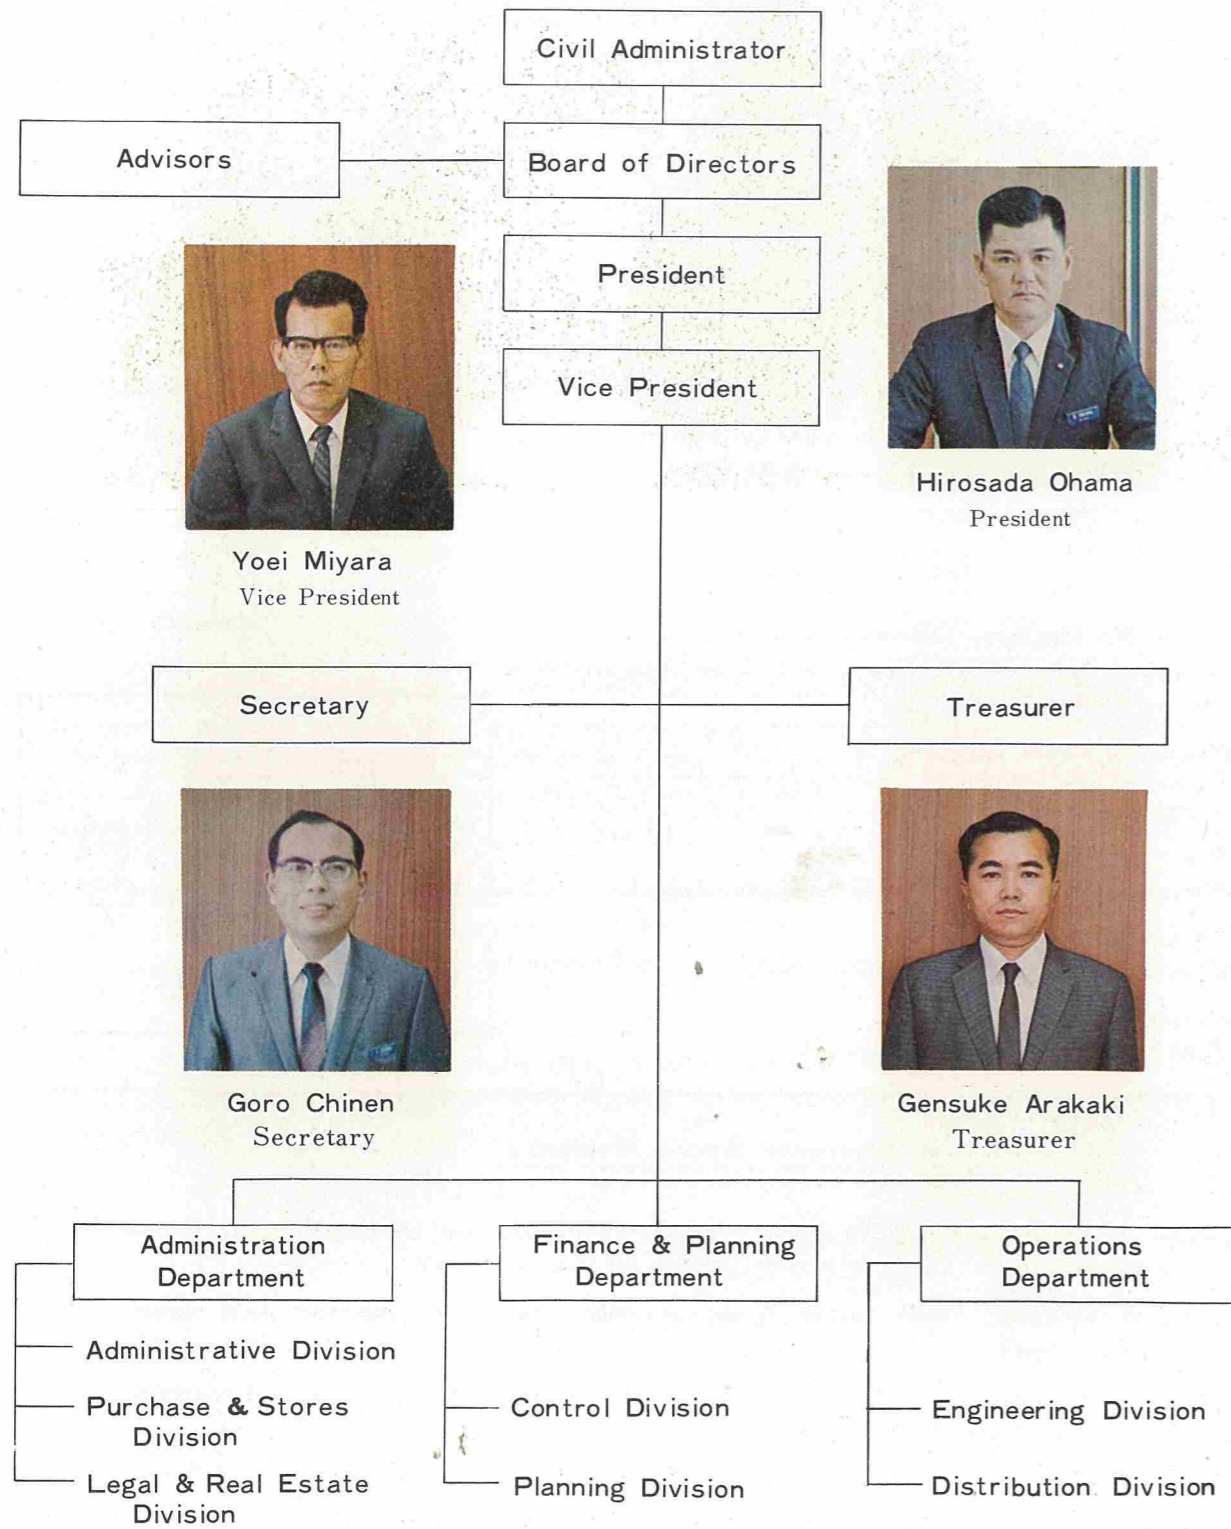 Civil Administrator
Advisors
Board of Directors
President
Vice President
Hirosada Ohama
President
Yoei Miyara
Vice President
Secretary
Treasurer
Goro Chinen
Secretary
Gensuke Arakaki
Treasurer
Administration
Department
Finance & Planning
Department
Operations
Department
Administrative Division
Purchase & Stores
Division
Legal & Real Estate
Division
Control Division
Planning Division
Engineering Division
Distribution Division